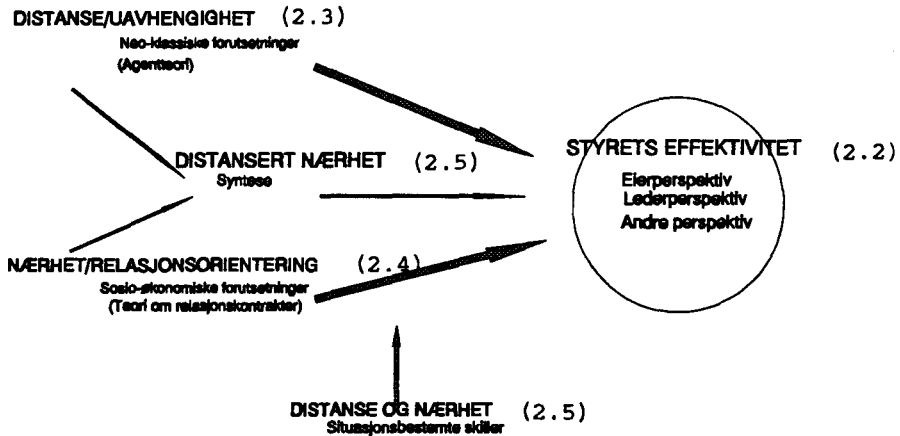 DISTANSE/UAVHENGIGHET (2.3)
Neo-klassiske forutsetninger
(Agentteori)
DISTANSERT NÆRHET (2.5)
Syntese
STYRETS EFFEKTIVITET (2.2)
Eierperspektiv
Lederperspektiv
Andre perspektiv
NÆRHET/RELASJONSORIENTERING (2.4)
Sosio-økonomiske forutsetninger
(Teori om relasjonskontrakter)
DISTANSE OG NÆRHET (2.5)
Situasjonsbestemte skiller